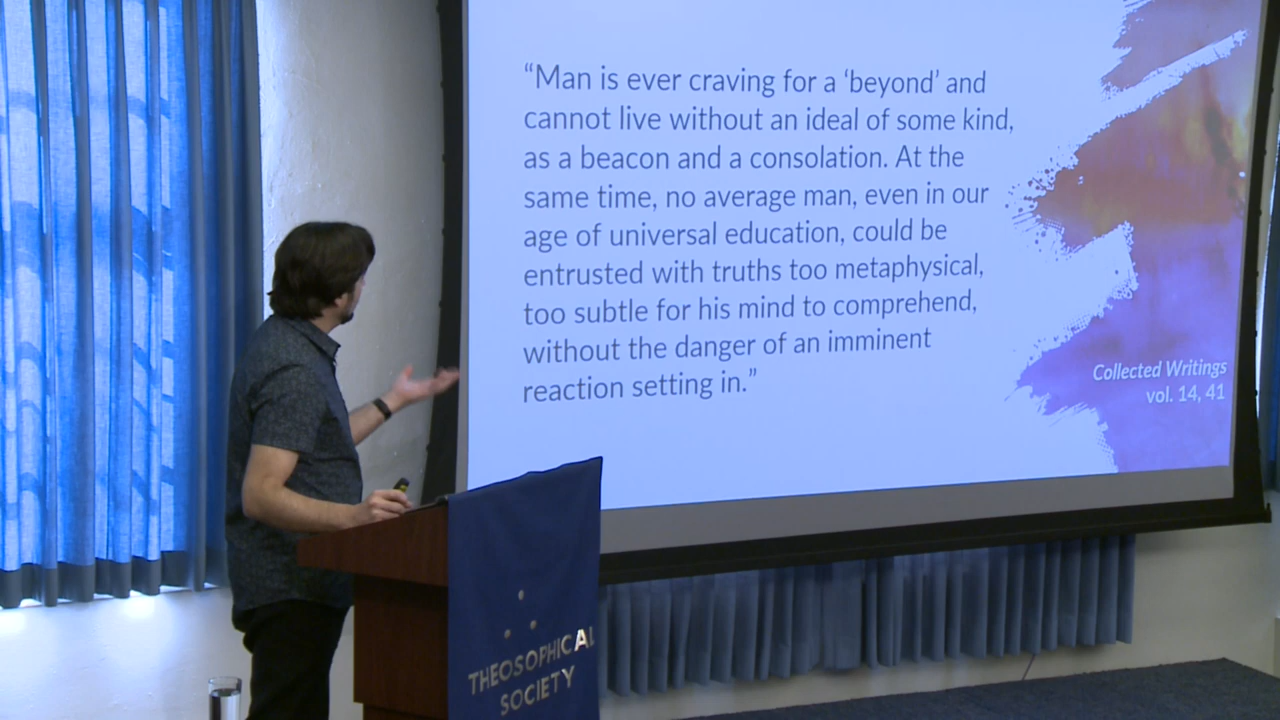 “Man is ever craving for a ‘beyond’ and
cannot live without an ideal of some kind,
as a beacon and a consolation. At the
same time, no average man, even in our
age of universal education, could be
entrusted with truths too metaphysical,
too subtle for his mind to comprehend,
without the danger of an imminent
reaction setting in.”
Collected Writings
vol. 14, 41
THEOSOPHICAL
SOCIETY